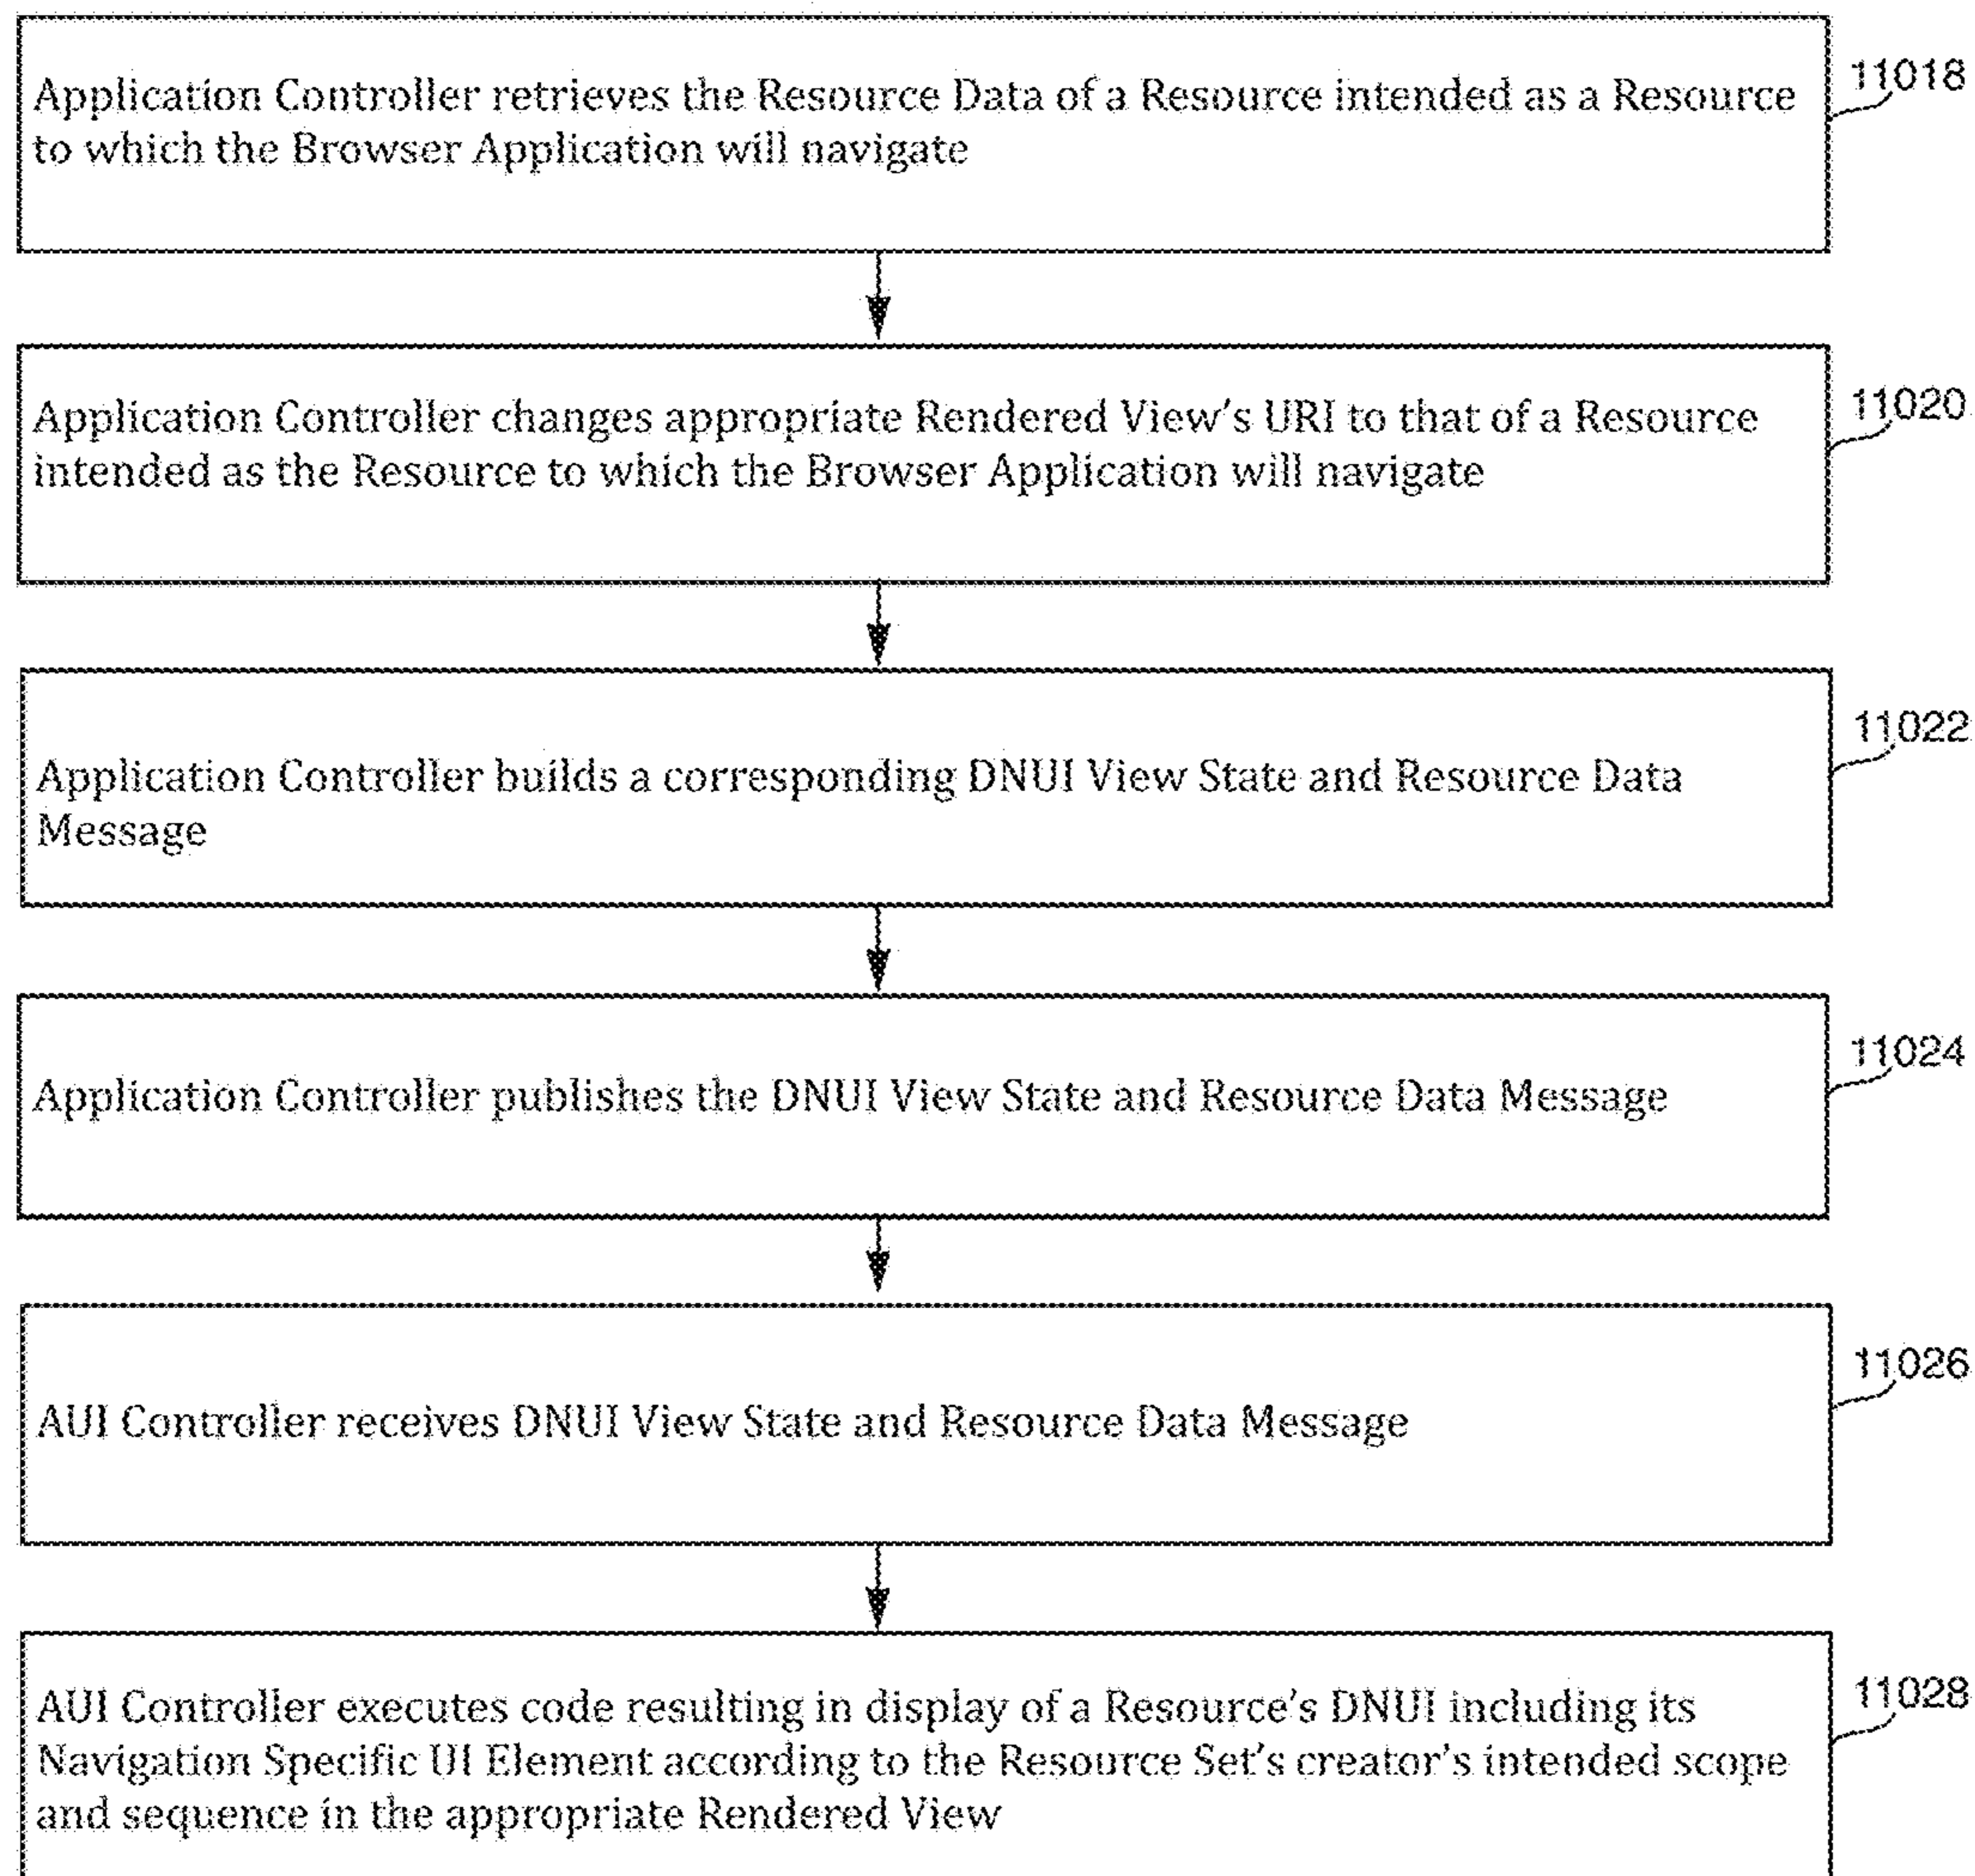 Application Controller retrieves the Resource Data of a Resource intended as a Resource
to which the Browser Application will navigate
11018
Application Controller changes appropriate Rendered View's URI to that of a Resource
intended as the Resource to which the Browser Application will navigate
11020
Application Controller builds a corresponding DNUI View State and Resource Data
Message
11022
Application Controller publishes the DNUI View State and Resource Data Message
11024
AUI Controller receives DNUI View State and Resource Data Message
11026
AUI Controller executes code resulting in display of a Resource's DNUI including its
Navigation Specific UI Element according to the Resource Set's creator's intended scope
and sequence in the appropriate Rendered View
11028